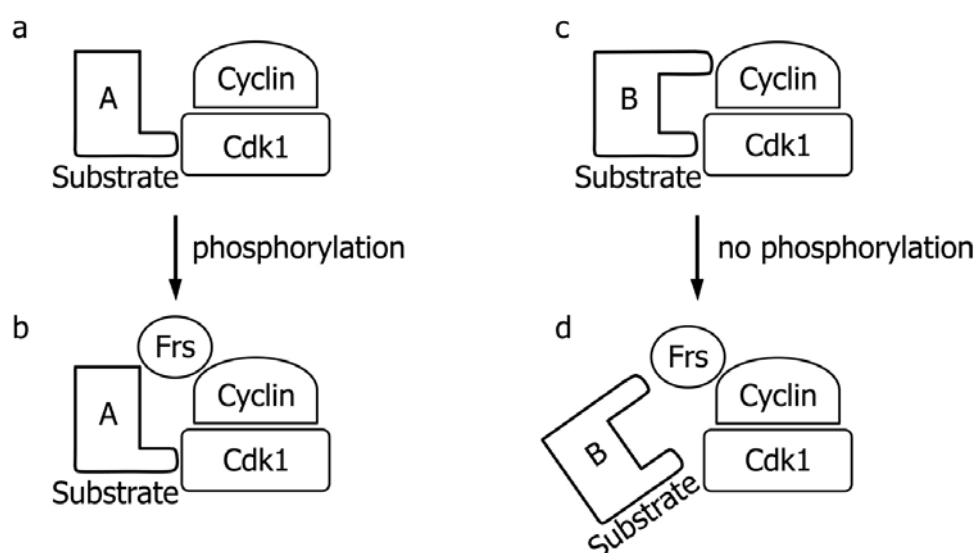 a
A
Cyclin
Cdk1
Substrate
phosphorylation
b
Frs
A
Cyclin
Cdk1
Substrate
c
B
Cyclin
Cdk1
Substrate
no phosphorylation
d
Frs
B
Cyclin
Cdk1
Substrate